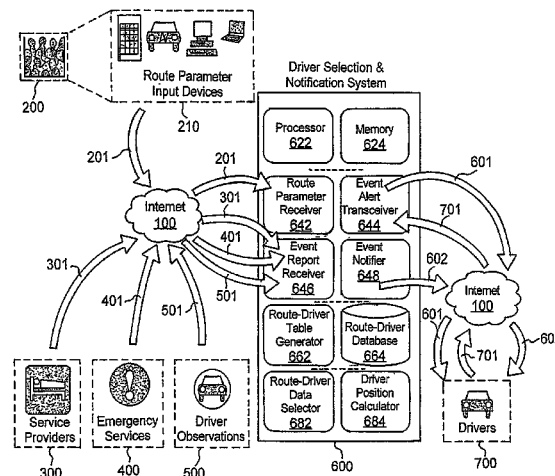 200
Route Parameter
Input Devices
210
201
Internet
100
201
301
401
501
301
401
501
Service
Providers
300
Emergency
Services
400
Driver
Observations
500
Driver Selection &
Notification System
Processor
622
Memory
624
Route
Parameter
Receiver
642
Event
Alert
Transceiver
644
Event
Report
Receiver
646
Event
Notifier
648
Route-Driver
Table
Generator
662
Route-Driver
Database
664
Route-Driver
Data
Selector
682
Driver
Position
Calculator
684
600
601
701
602
Internet
100
601
701
Drivers
700